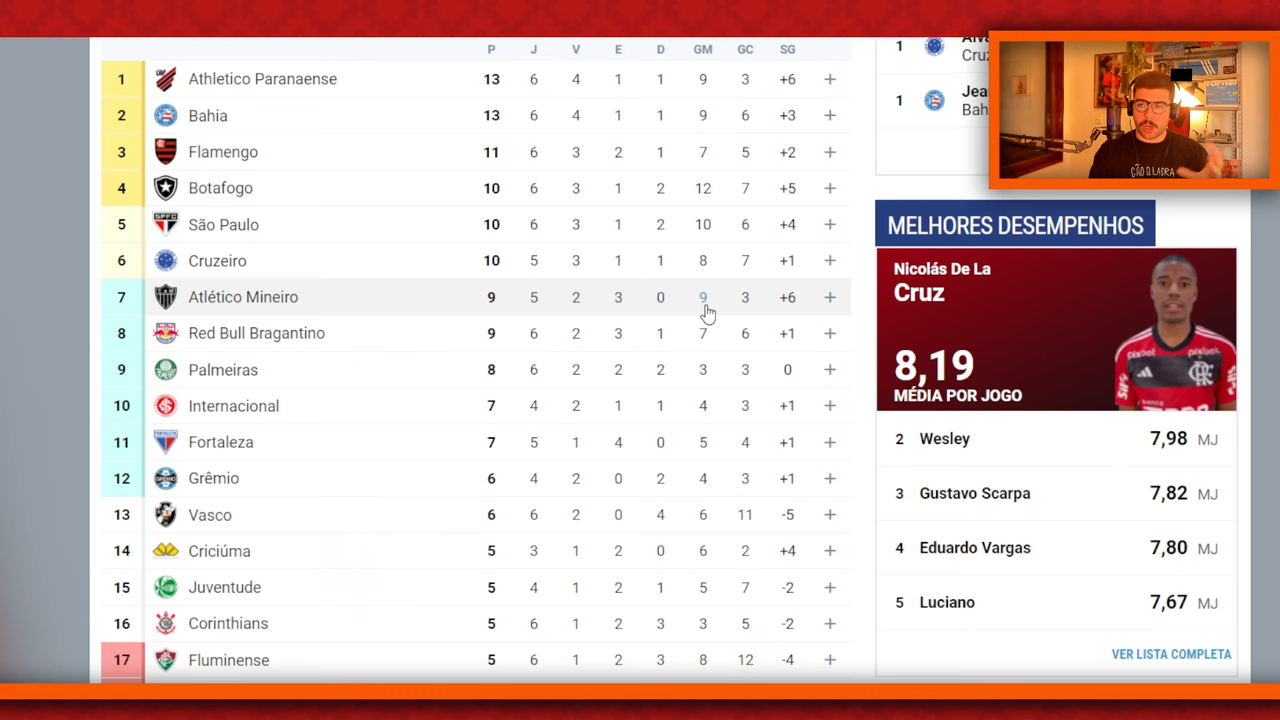 P J V E D GM GC SG
1 Athletico Paranaense 13 6 4 1 1 9 3 +6 +
2 Bahia 13 6 4 1 1 9 6 +3 +
3 Flamengo 11 6 3 2 1 7 5 +2 +
4 Botafogo 10 6 3 1 2 12 7 +5 +
5 São Paulo 10 6 3 1 2 10 6 +4 +
6 Cruzeiro 10 5 3 1 1 8 7 +1 +
7 Atlético Mineiro 9 5 2 3 0 9 3 +6 +
8 Red Bull Bragantino 9 6 2 3 1 7 6 +1 +
9 Palmeiras 8 6 2 2 2 3 3 0 +
10 Internacional 7 4 2 1 1 4 3 +1 +
11 Fortaleza 7 5 1 4 0 5 4 +1 +
12 Grêmio 6 4 2 0 2 4 3 +1 +
13 Vasco 6 6 2 0 4 6 11 -5 +
14 Criciúma 5 3 1 2 0 6 2 +4 +
15 Juventude 5 4 1 2 1 5 7 -2 +
16 Corinthians 5 6 1 2 3 3 5 -2 +
17 Fluminense 5 6 1 2 3 8 12 -4 +
1
Cruz
1 Jea
Bah
ÇÃO QUADRA
MELHORES DESEMPENHOS
Nicolás De La
Cruz
8,19
MÉDIA POR JOGO
2 Wesley 7,98 MJ
3 Gustavo Scarpa 7,82 MJ
4 Eduardo Vargas 7,80 MJ
5 Luciano 7,67 MJ
VER LISTA COMPLETA